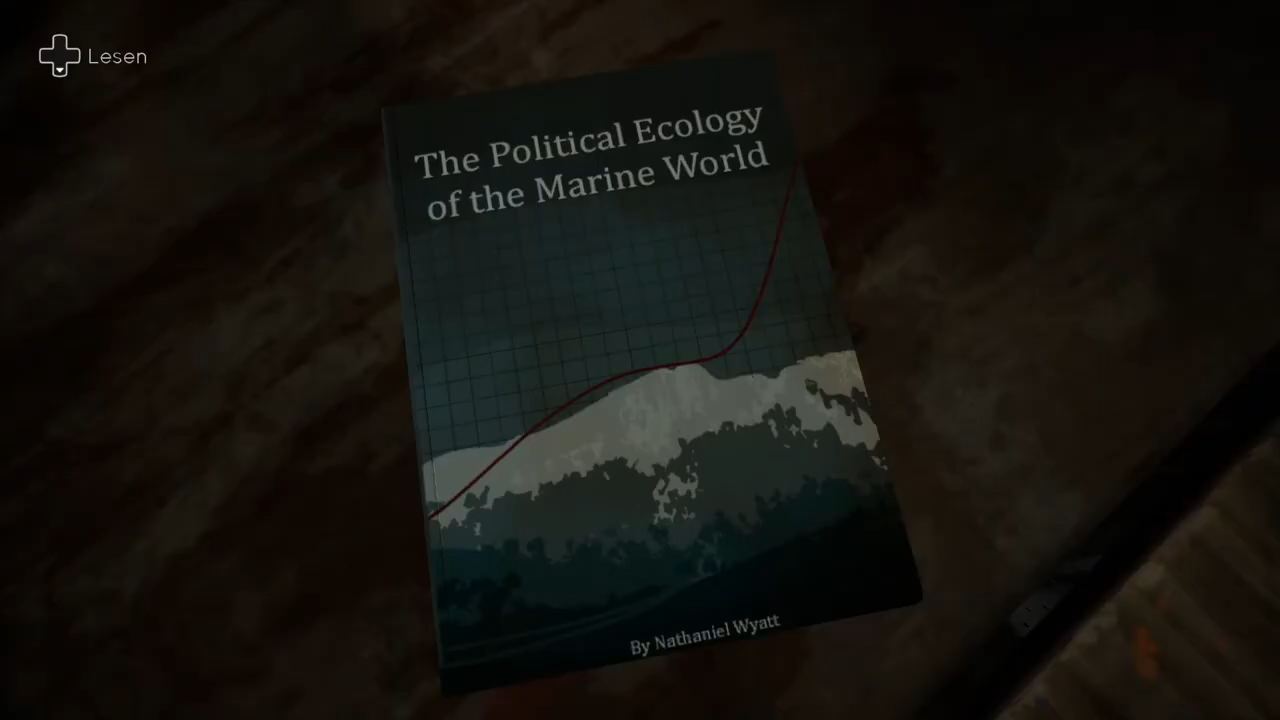 Lesen
The Political Ecology
of the Marine World
By Nathaniel Wyatt